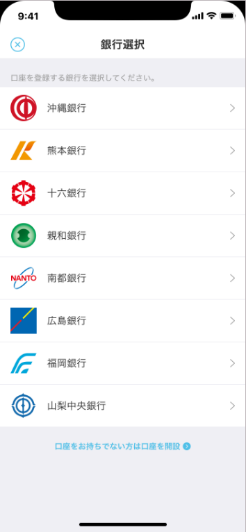 9:41
銀行選択
口座を登録する銀行を選択してください。
沖縄銀行
熊本銀行
十六銀行
親和銀行
NANTO 南都銀行
広島銀行
福岡銀行
山梨中央銀行
口座をお持ちでない方は口座を開設